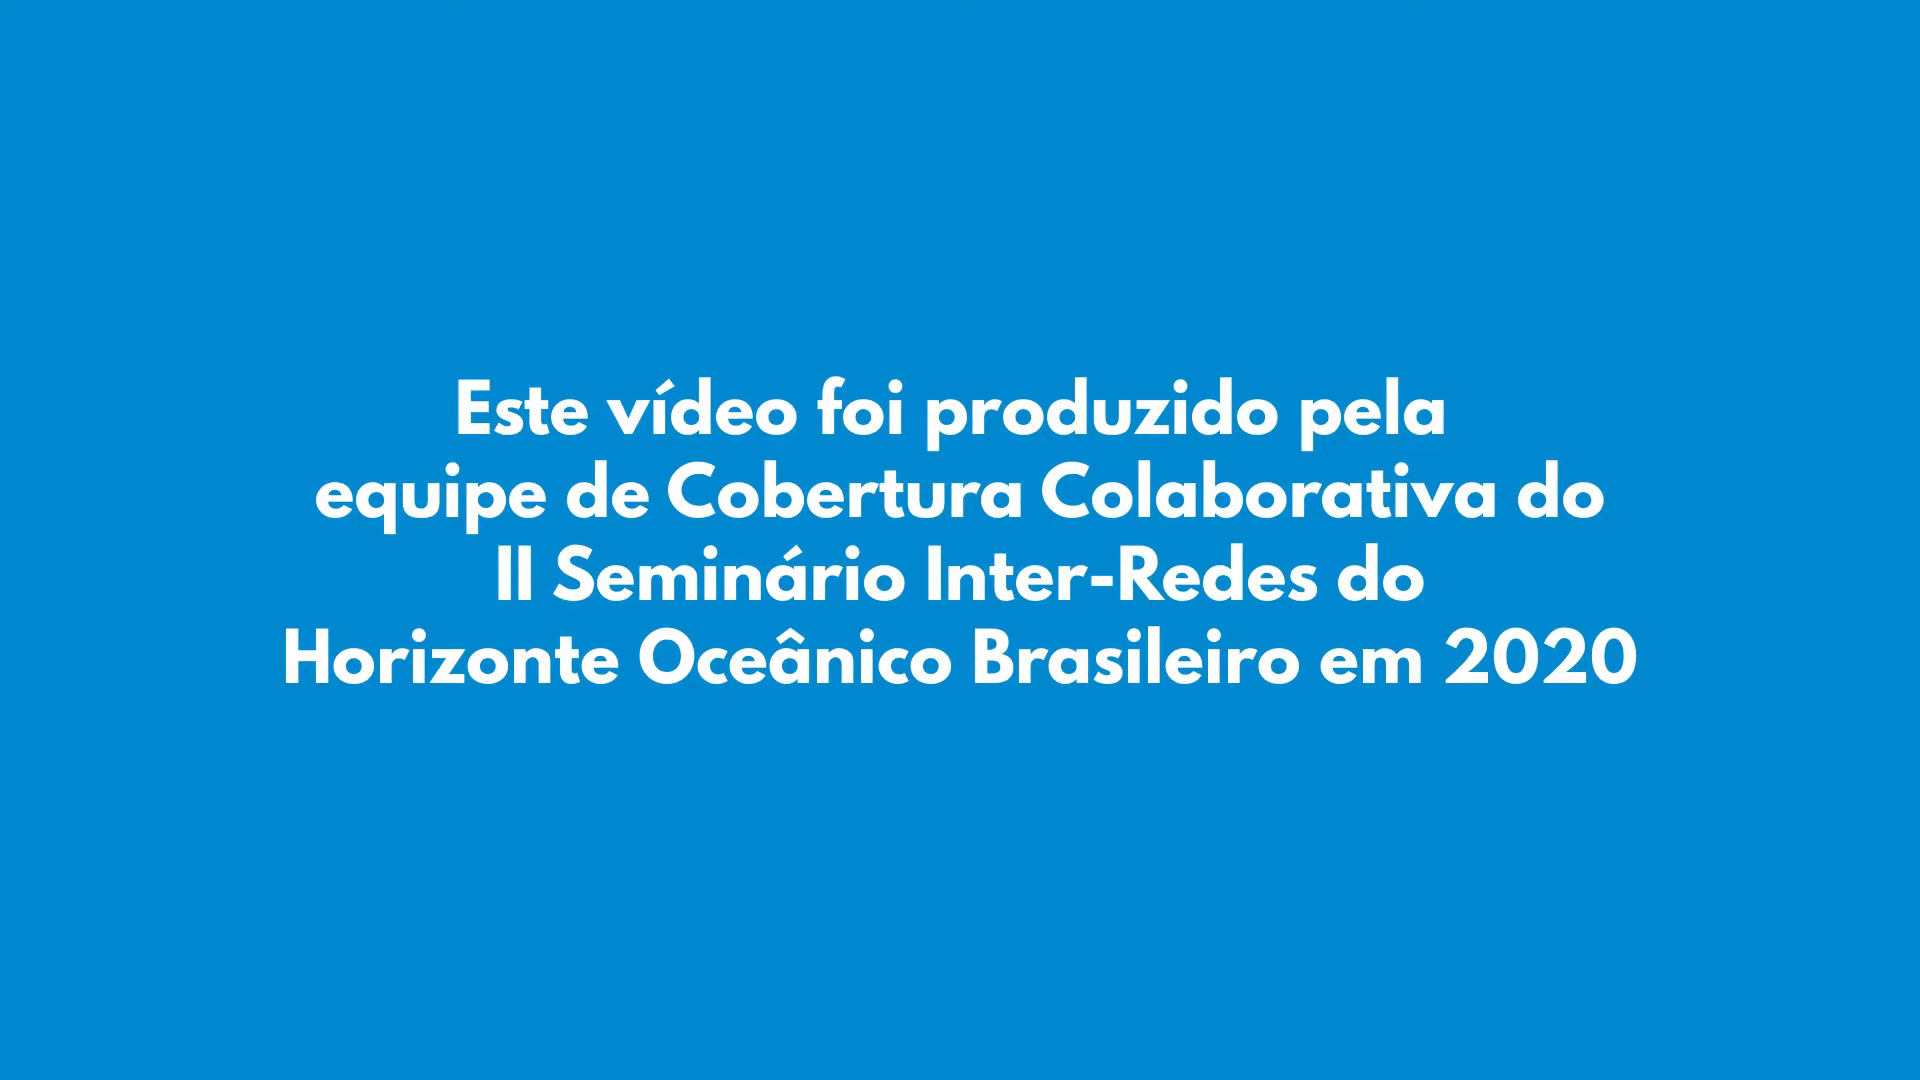 Este vídeo foi produzido pela
equipe de Cobertura Colaborativa do
II Seminário Inter-Redes do
Horizonte Oceânico Brasileiro em 2020